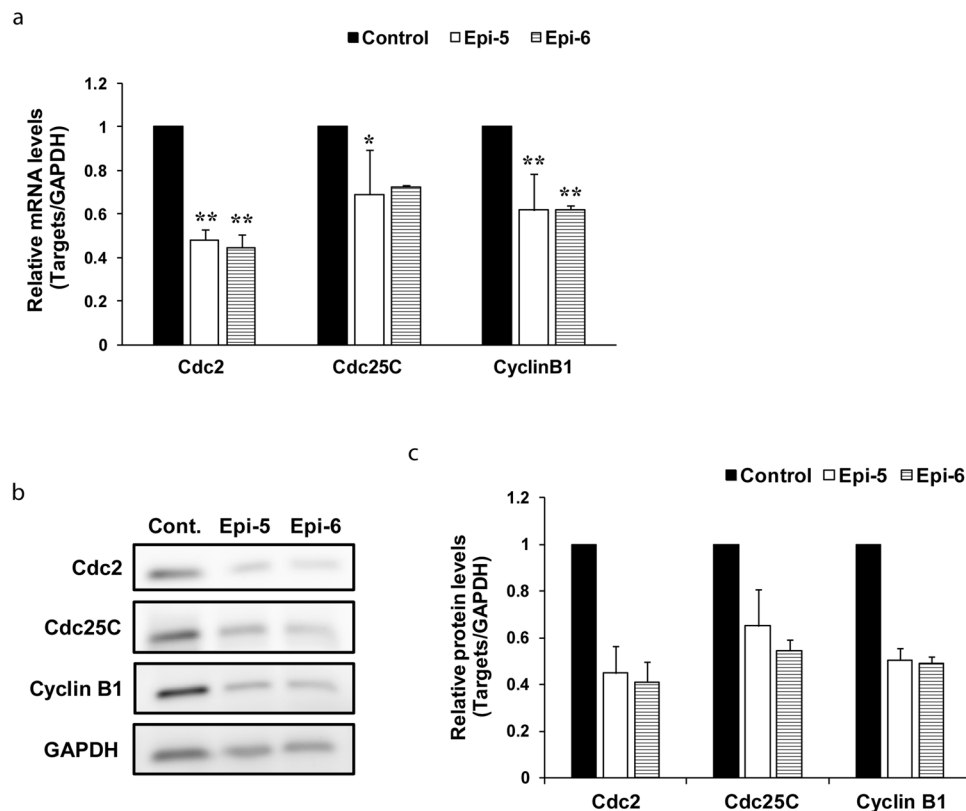 a
Control Epi-5 Epi-6
Relative mRNA levels
(Targets/GAPDH)
1.2
1
0.8
0.6
0.4
0.2
0
** **
*
**
**
Cdc2 Cdc25C CyclinB1
b
Cont. Epi-5 Epi-6
Cdc2
Cdc25C
Cyclin B1
GAPDH
c
Control Epi-5 Epi-6
Relative protein levels
(Targets/GAPDH)
1.2
1
0.8
0.6
0.4
0.2
0
Cdc2 Cdc25C Cyclin B1